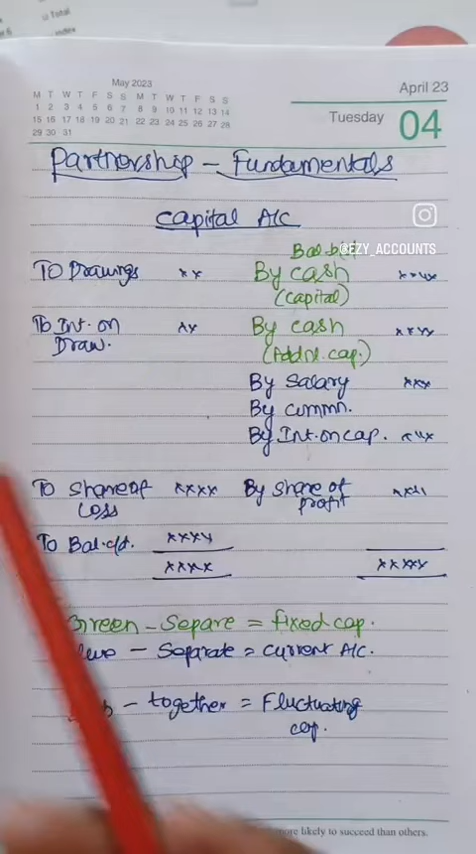 Total
index
May 2023
M T W T F S S M T W T F S S
1 2 3 4 5 6 7 8 9 10 11 12 13 14
15 16 17 18 19 20 21 22 23 24 25 26 27 28
29 30 31
April 23
Tuesday 04
Partnership - Fundamentals
Capital A/c
@EZY_ACCOUNTS
To Drawings xx By cash xxxx
(Capital)
To Int. on xx By cash xxxx
Draw. (Addnl. cap.)
By Salary xxx
By commn.
By Int. on cap. xxx
To Share of xxxx By Share of xxxx
Loss profit
To Bal. c/d. xxxx
xxxx xxxxx
Green - Separe = fixed cap.
- Separate = Current A/c.
- together = Fluctuating
cap.
more likely to succeed than others.